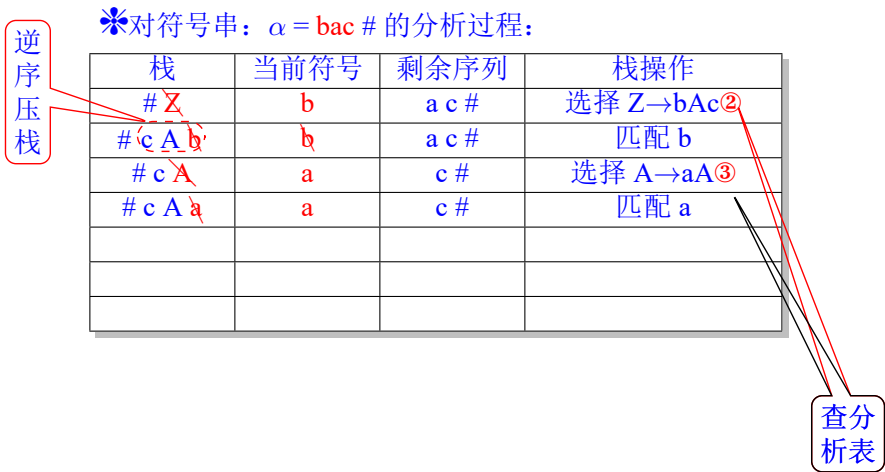 ❉对符号串：α = bac # 的分析过程：
逆序压栈
栈 当前符号 剩余序列 栈操作
# Z b a c # 选择 Z→bAc②
# c A b b a c # 匹配 b
# c A a c # 选择 A→aA③
# c A a a c # 匹配 a
查分
析表